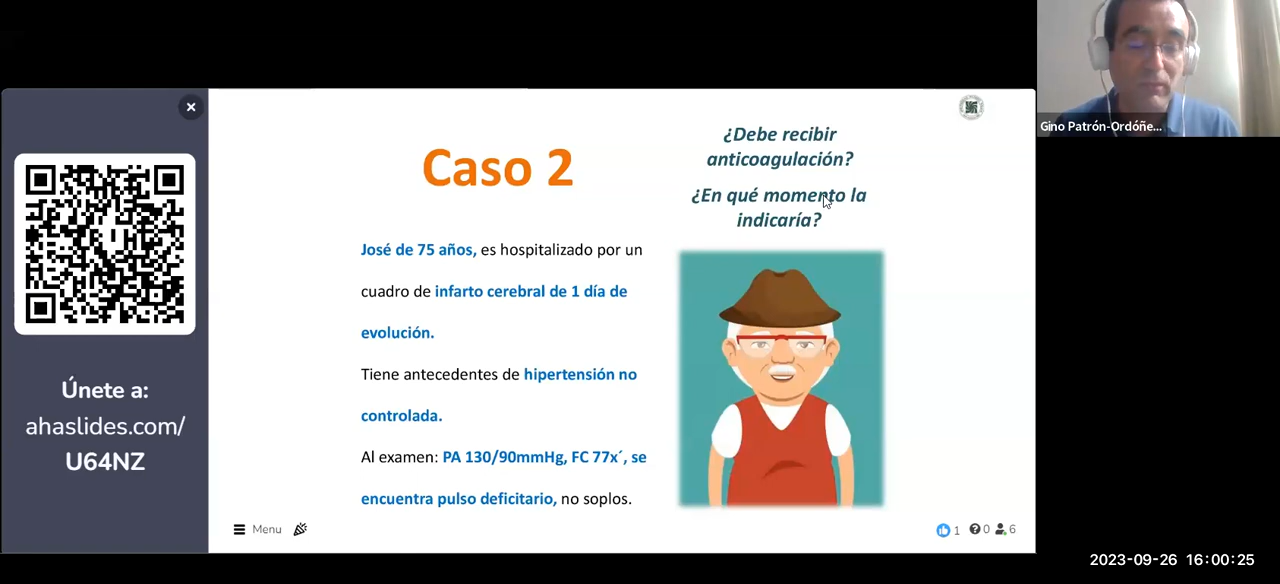 Únete a:
ahaslides.com/
U64NZ
Caso 2
José de 75 años, es hospitalizado por un
cuadro de infarto cerebral de 1 día de
evolución.
Tiene antecedentes de hipertensión no
controlada.
Al examen: PA 130/90mmHg, FC 77x´, se
encuentra pulso deficitario, no soplos.
¿Debe recibir
anticoagulación?
¿En qué momento la
indicaría?
Menu
1 0 6
Gino Patrón-Ordóñe...
2023-09-26 16:00:25